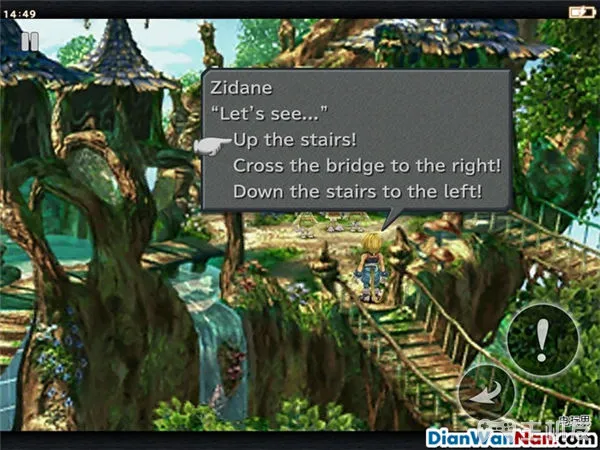 14:49
Zidane
“Let’s see...”
Up the stairs!
Cross the bridge to the right!
Down the stairs to the left!
!
DianWanNan.com